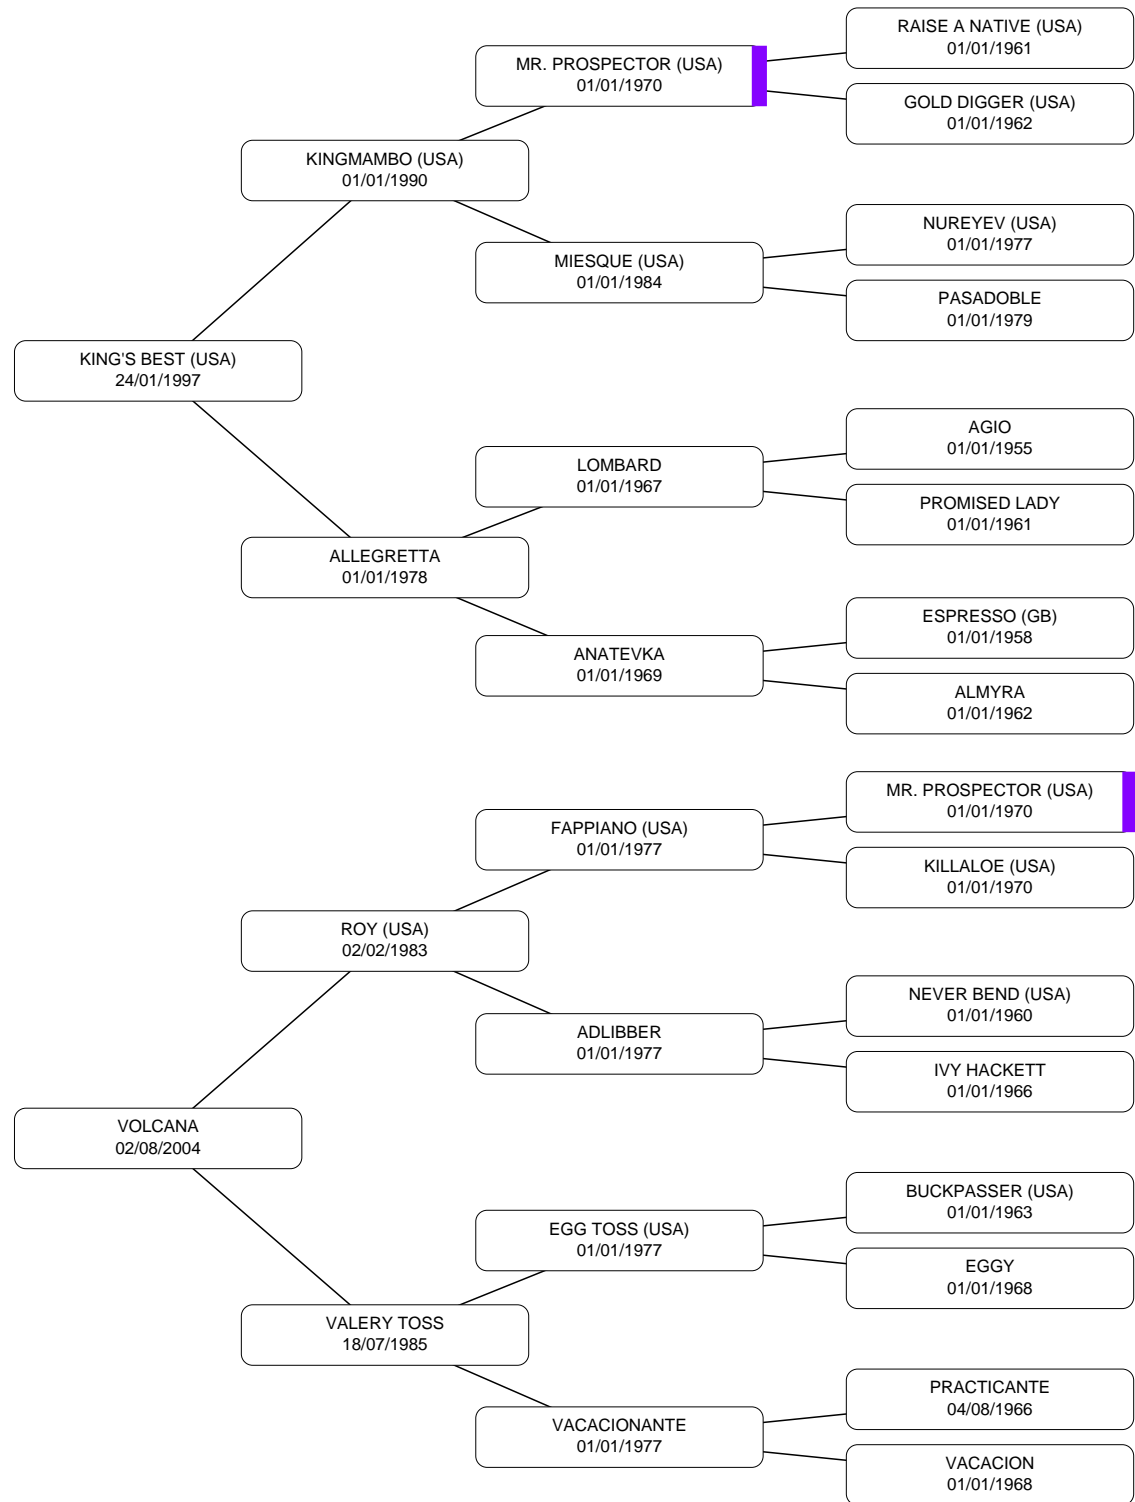 RAISE A NATIVE (USA)
01/01/1961
MR. PROSPECTOR (USA)
01/01/1970
GOLD DIGGER (USA)
01/01/1962
KINGMAMBO (USA)
01/01/1990
NUREYEV (USA)
01/01/1977
MIESQUE (USA)
01/01/1984
PASADOBLE
01/01/1979
KING'S BEST (USA)
24/01/1997
AGIO
01/01/1955
LOMBARD
01/01/1967
PROMISED LADY
01/01/1961
ALLEGRETTA
01/01/1978
ESPRESSO (GB)
01/01/1958
ANATEVKA
01/01/1969
ALMYRA
01/01/1962
MR. PROSPECTOR (USA)
01/01/1970
FAPPIANO (USA)
01/01/1977
KILLALOE (USA)
01/01/1970
ROY (USA)
02/02/1983
NEVER BEND (USA)
01/01/1960
ADLIBBER
01/01/1977
IVY HACKETT
01/01/1966
VOLCANA
02/08/2004
BUCKPASSER (USA)
01/01/1963
EGG TOSS (USA)
01/01/1977
EGGY
01/01/1968
VALERY TOSS
18/07/1985
PRACTICANTE
04/08/1966
VACACIONANTE
01/01/1977
VACACION
01/01/1968